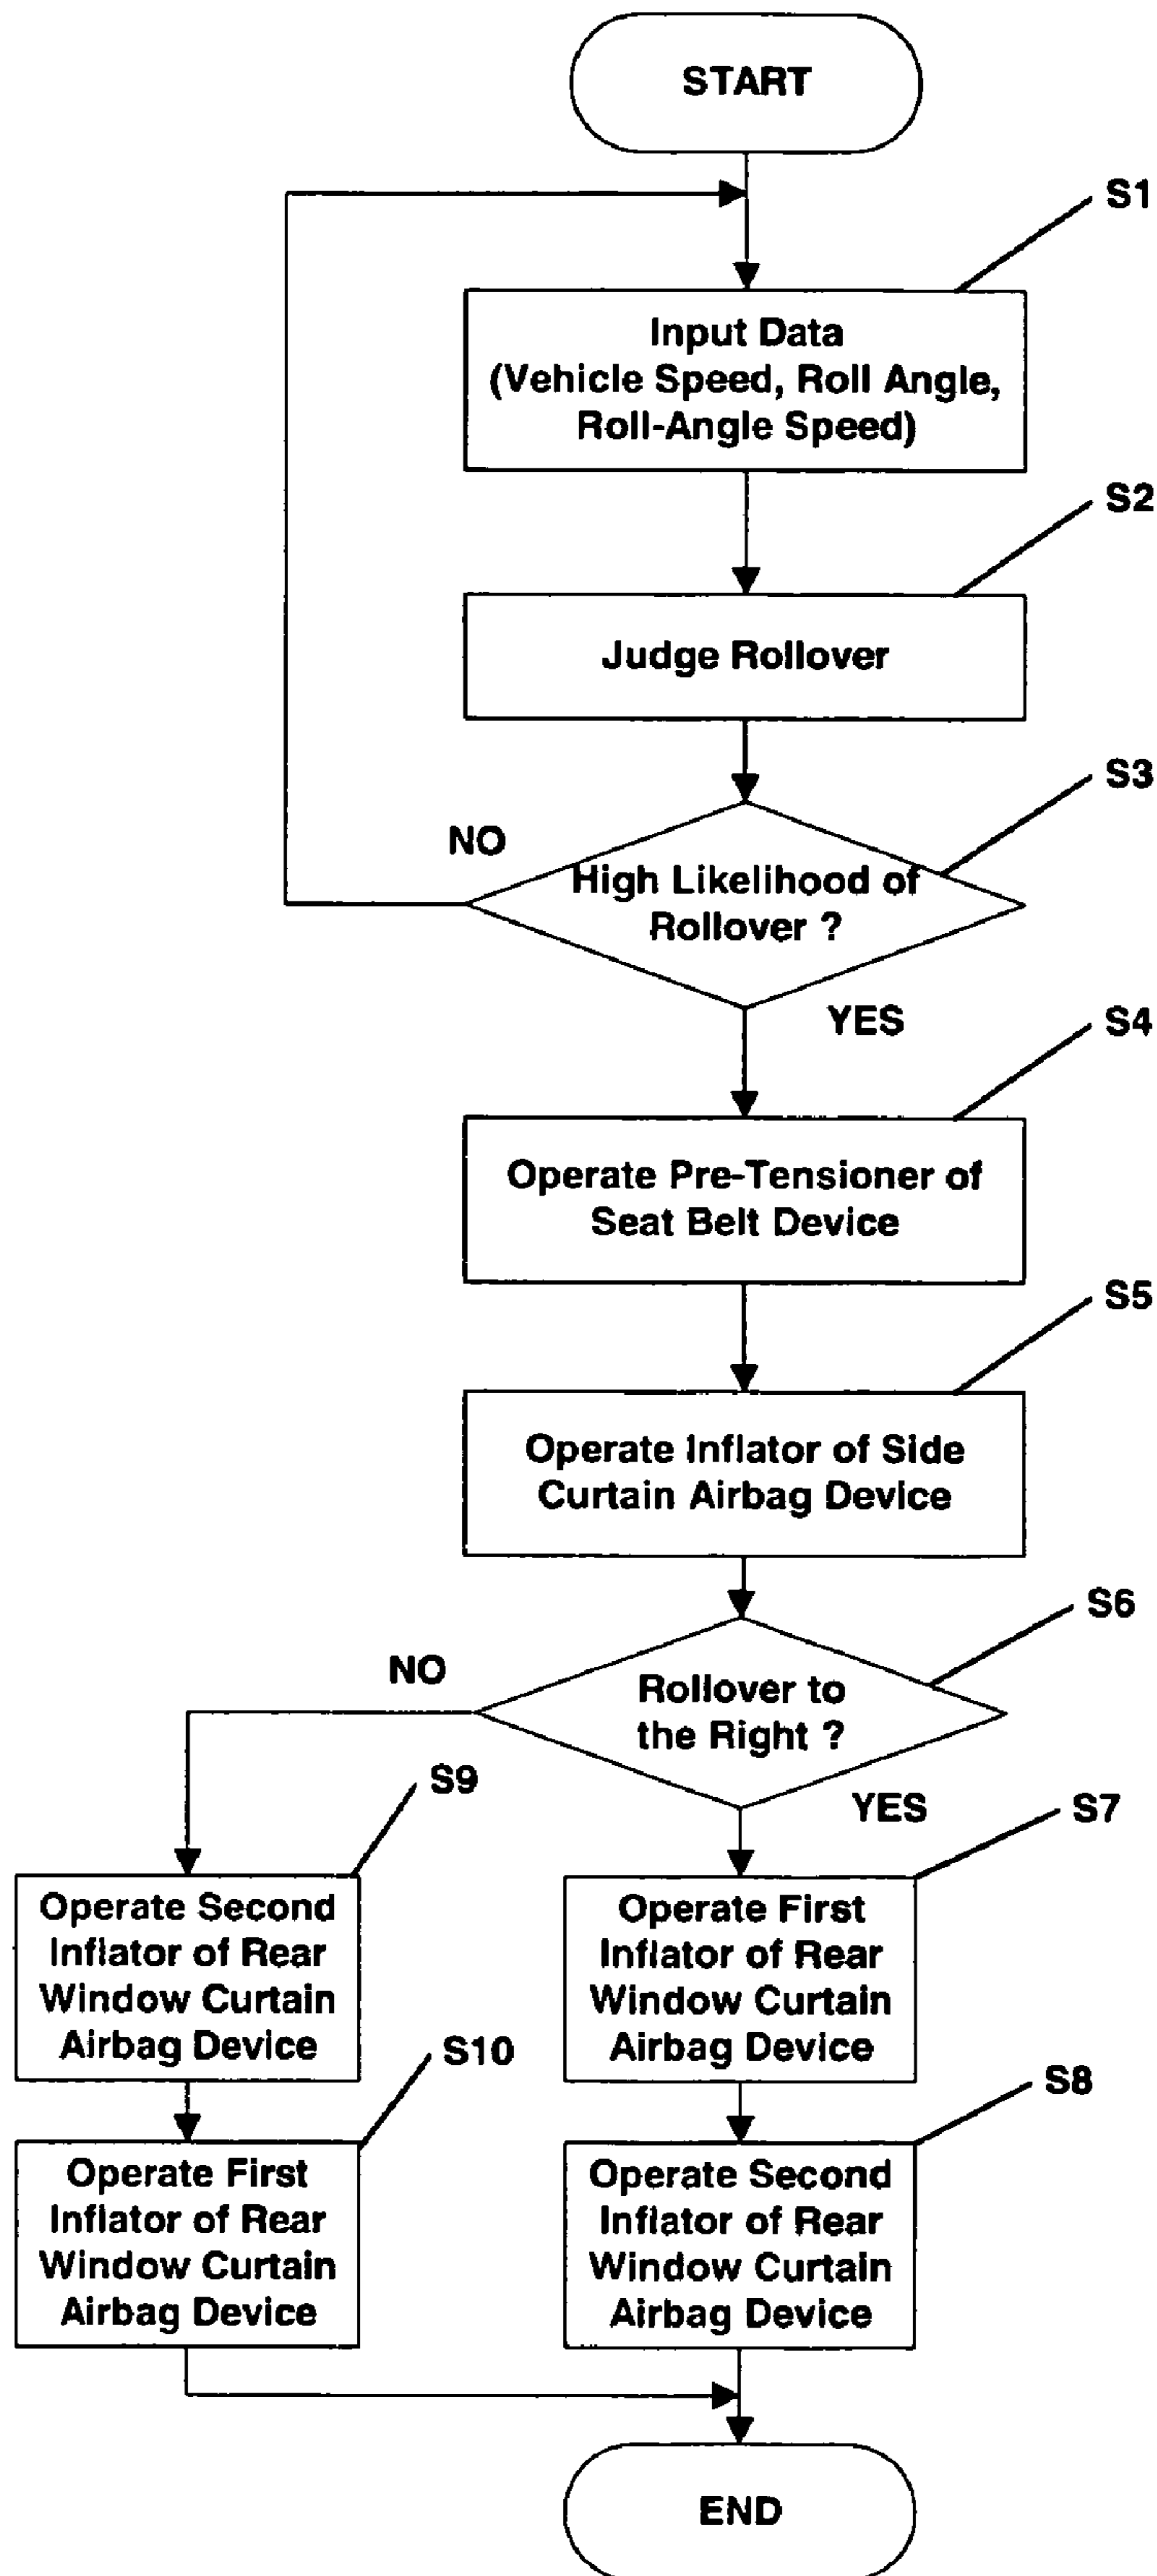 START
S1
Input Data
(Vehicle Speed, Roll Angle,
Roll-Angle Speed)
S2
Judge Rollover
S3
NO
High Likelihood of
Rollover ?
YES
S4
Operate Pre-Tensioner of
Seat Belt Device
S5
Operate Inflator of Side
Curtain Airbag Device
S6
NO
Rollover to
the Right ?
YES
S9
Operate Second
Inflator of Rear
Window Curtain
Airbag Device
S7
Operate First
Inflator of Rear
Window Curtain
Airbag Device
S10
Operate First
Inflator of Rear
Window Curtain
Airbag Device
S8
Operate Second
Inflator of Rear
Window Curtain
Airbag Device
END